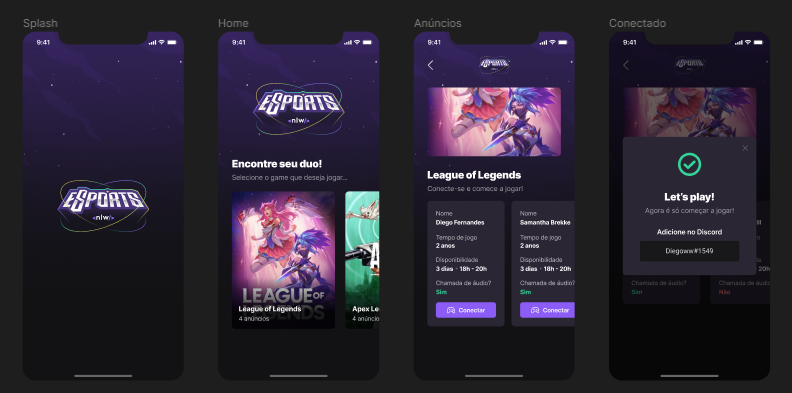 Splash
9:41
ESPORTS
<nlw/>
Home
9:41
ESPORTS
<nlw/>
Encontre seu duo!
Selecione o game que deseja jogar...
LEAGUE OF
LEGENDS
League of Legends
4 anúncios
Apex Le
4 anúncios
Anúncios
9:41
ESPORTS
League of Legends
Conecte-se e comece a jogar!
Nome
Diego Fernandes
Tempo de jogo
2 anos
Disponibilidade
3 dias · 18h - 20h
Chamada de áudio?
Sim
Conectar
Nome
Samantha Brekke
Tempo de jogo
2 anos
Disponibilidade
3 dias · 18h - 20h
Chamada de áudio?
Sim
Conectar
Conectado
9:41
ESPORTS
Let's play!
Agora é só começar a jogar!
Adicione no Discord
Diegoww#1549
20h
Chamada de áudio?
Sim
Chamada de áudio
Não